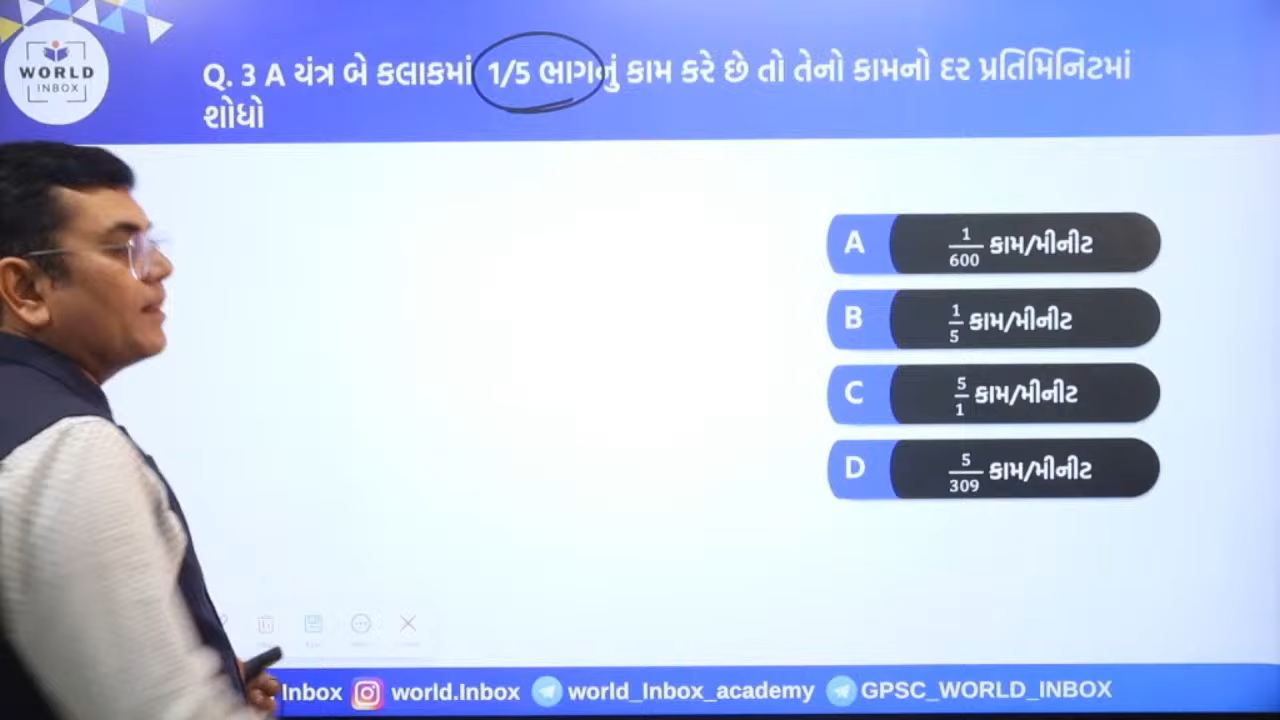 WORLD
INBOX
Q. 3 A યંત્ર બે કલાકમાં 1/5 ભાગનું કામ કરે છે તો તેનો કામનો દર પ્રતિમિનિટમાં
શોધો
A 1/600 કામ/મીનીટ
B 1/5 કામ/મીનીટ
C 5/1 કામ/મીનીટ
D 5/309 કામ/મીનીટ
Inbox world.Inbox world_Inbox_academy GPSC_WORLD_INBOX